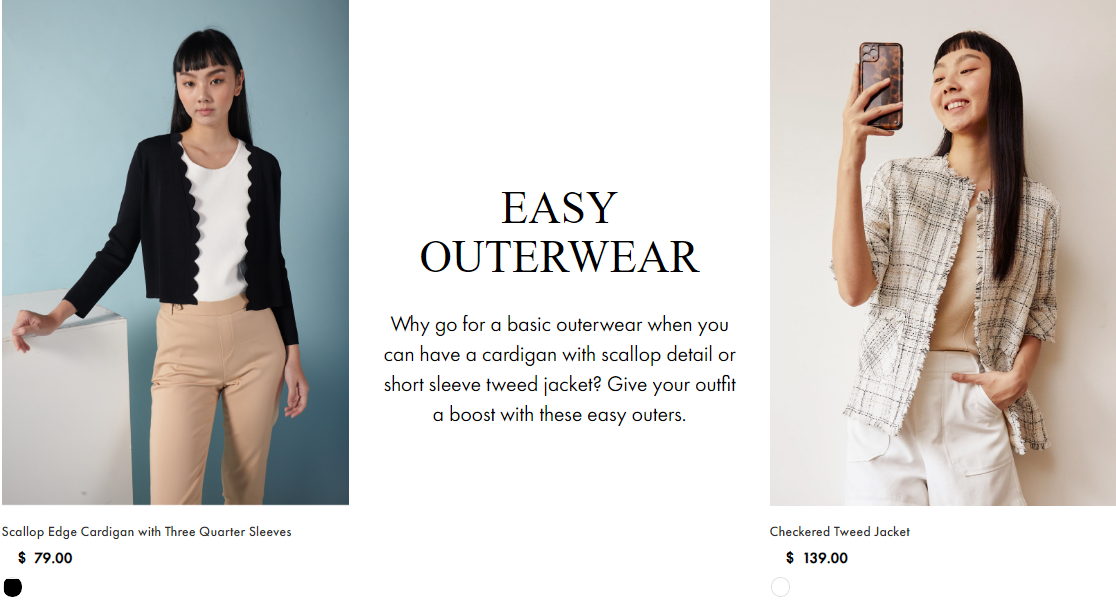 EASY
OUTERWEAR
Why go for a basic outerwear when you
can have a cardigan with scallop detail or
short sleeve tweed jacket? Give your outfit
a boost with these easy outers.
Scallop Edge Cardigan with Three Quarter Sleeves
$ 79.00
Checkered Tweed Jacket
$ 139.00